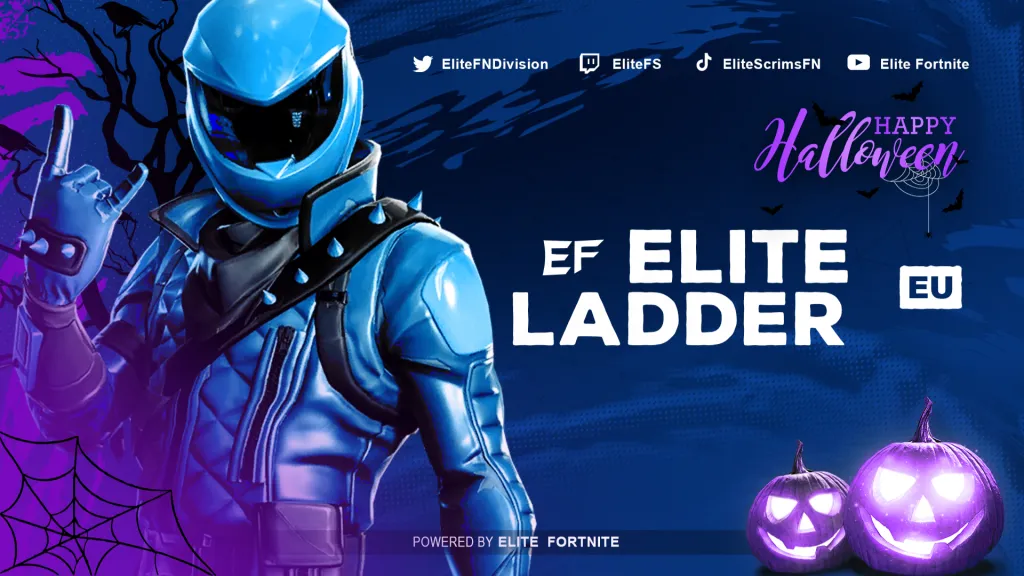 EliteFNDivision EliteFS EliteScrimsFN Elite Fortnite
HAPPY
Halloween
EF ELITE
LADDER
EU
POWERED BY ELITE FORTNITE